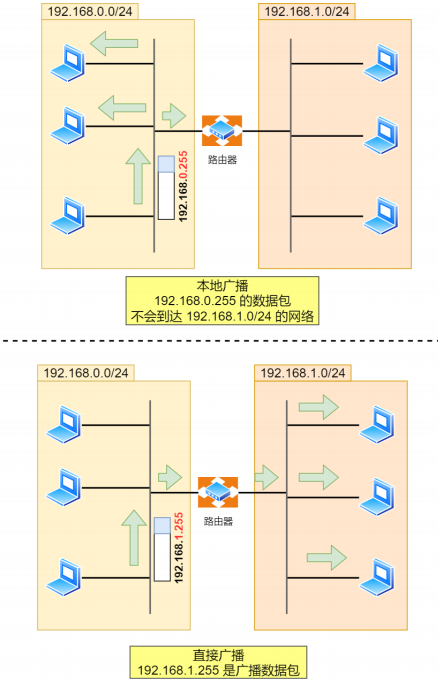 192.168.0.0/24
192.168.1.0/24
路由器
192.168.0.255
本地广播
192.168.0.255 的数据包
不会到达 192.168.1.0/24 的网络
192.168.0.0/24
192.168.1.0/24
路由器
192.168.1.255
直接广播
192.168.1.255 是广播数据包